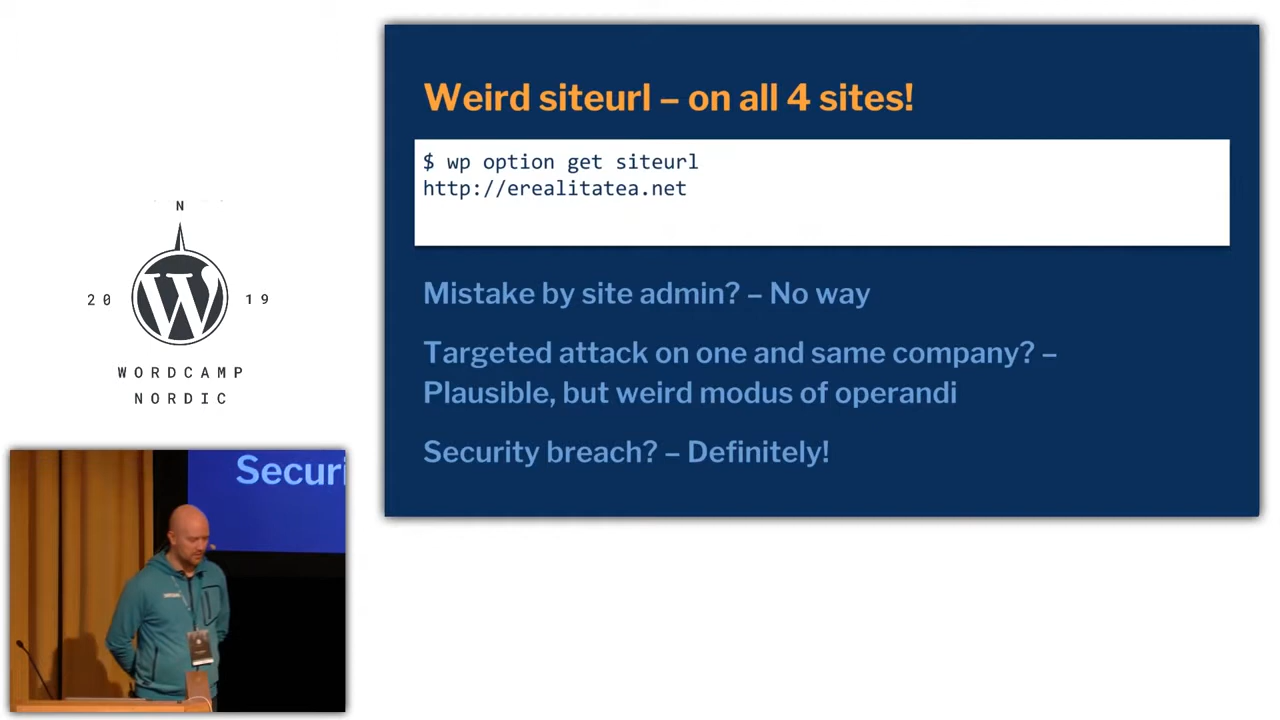 Weird siteurl – on all 4 sites!
$ wp option get siteurl
http://erealitatea.net
Mistake by site admin? – No way
Targeted attack on one and same company? –
Plausible, but weird modus of operandi
Security breach? – Definitely!
N
20 19
WORDCAMP
NORDIC
Securi